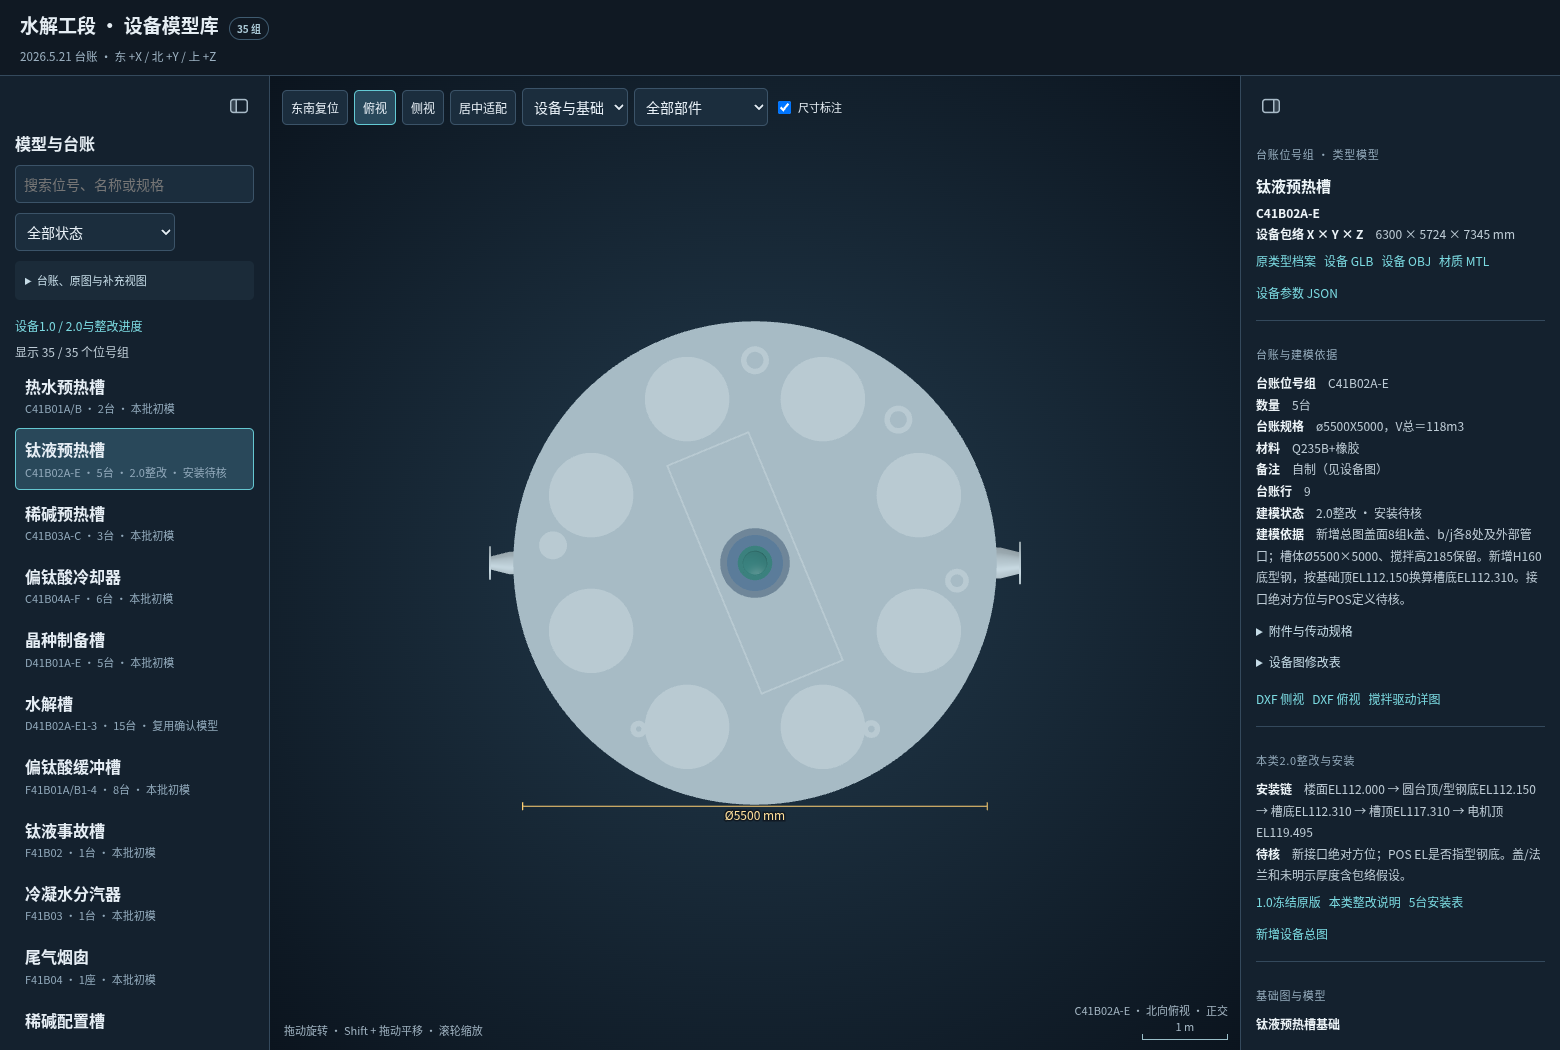 水解工段 · 设备模型库 35 组
2026.5.21 台账 · 东 +X / 北 +Y / 上 +Z
模型与台账
搜索位号、名称或规格
全部状态
台账、原图与补充视图
设备1.0 / 2.0与整改进度
显示 35 / 35 个位号组
热水预热槽
C41B01A/B · 2台 · 本批初模
钛液预热槽
C41B02A-E · 5台 · 2.0整改 · 安装待核
稀碱预热槽
C41B03A-C · 3台 · 本批初模
偏钛酸冷却器
C41B04A-F · 6台 · 本批初模
晶种制备槽
D41B01A-E · 5台 · 本批初模
水解槽
D41B02A-E1-3 · 15台 · 复用确认模型
偏钛酸缓冲槽
F41B01A/B1-4 · 8台 · 本批初模
钛液事故槽
F41B02 · 1台 · 本批初模
冷凝水分汽器
F41B03 · 1台 · 本批初模
尾气烟囱
F41B04 · 1座 · 本批初模
稀碱配置槽
东南复位 俯视 侧视 居中适配 设备与基础 全部部件 尺寸标注
Ø5500 mm
拖动旋转 · Shift + 拖动平移 · 滚轮缩放
C41B02A-E · 北向俯视 · 正交
1 m
台账位号组 · 类型模型
钛液预热槽
C41B02A-E
设备包络 X × Y × Z 6300 × 5724 × 7345 mm
原类型档案 设备 GLB 设备 OBJ 材质 MTL
设备参数 JSON
台账与建模依据
台账位号组 C41B02A-E
数量 5台
台账规格 ø5500X5000，V总＝118m3
材料 Q235B+橡胶
备注 自制（见设备图）
台账行 9
建模状态 2.0整改 · 安装待核
建模依据 新增总图盖面8组k盖、b/j各8处及外部管
口；槽体Ø5500×5000、搅拌高2185保留。新增H160
底型钢，按基础顶EL112.150换算槽底EL112.310。接
口绝对方位与POS定义待核。
附件与传动规格
设备图修改表
DXF 侧视 DXF 俯视 搅拌驱动详图
本类2.0整改与安装
安装链 楼面EL112.000 → 圆台顶/型钢底EL112.150
→ 槽底EL112.310 → 槽顶EL117.310 → 电机顶
EL119.495
待核 新接口绝对方位；POS EL是否指型钢底。盖/法
兰和未明示厚度含包络假设。
1.0冻结原版 本类整改说明 5台安装表
新增设备总图
基础图与模型
钛液预热槽基础